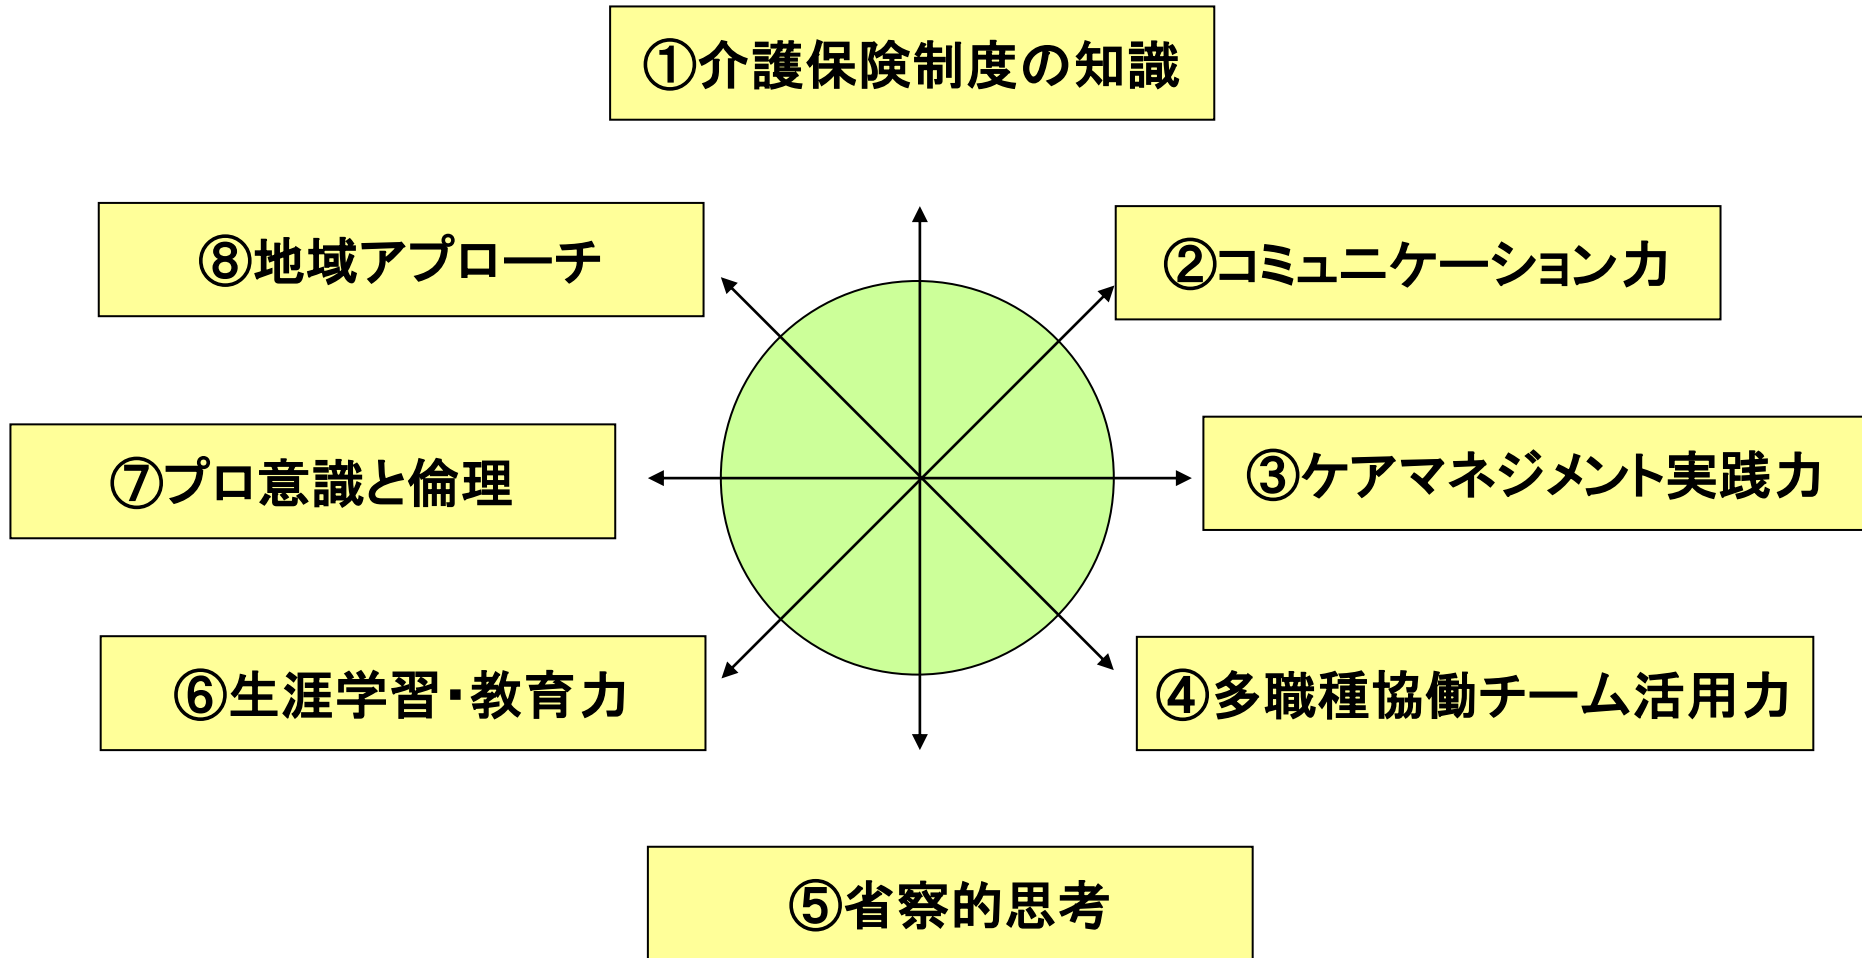 ①介護保険制度の知識
②コミュニケーション力
③ケアマネジメント実践力
④多職種協働チーム活用力
⑤省察的思考
⑥生涯学習・教育力
⑦プロ意識と倫理
⑧地域アプローチ